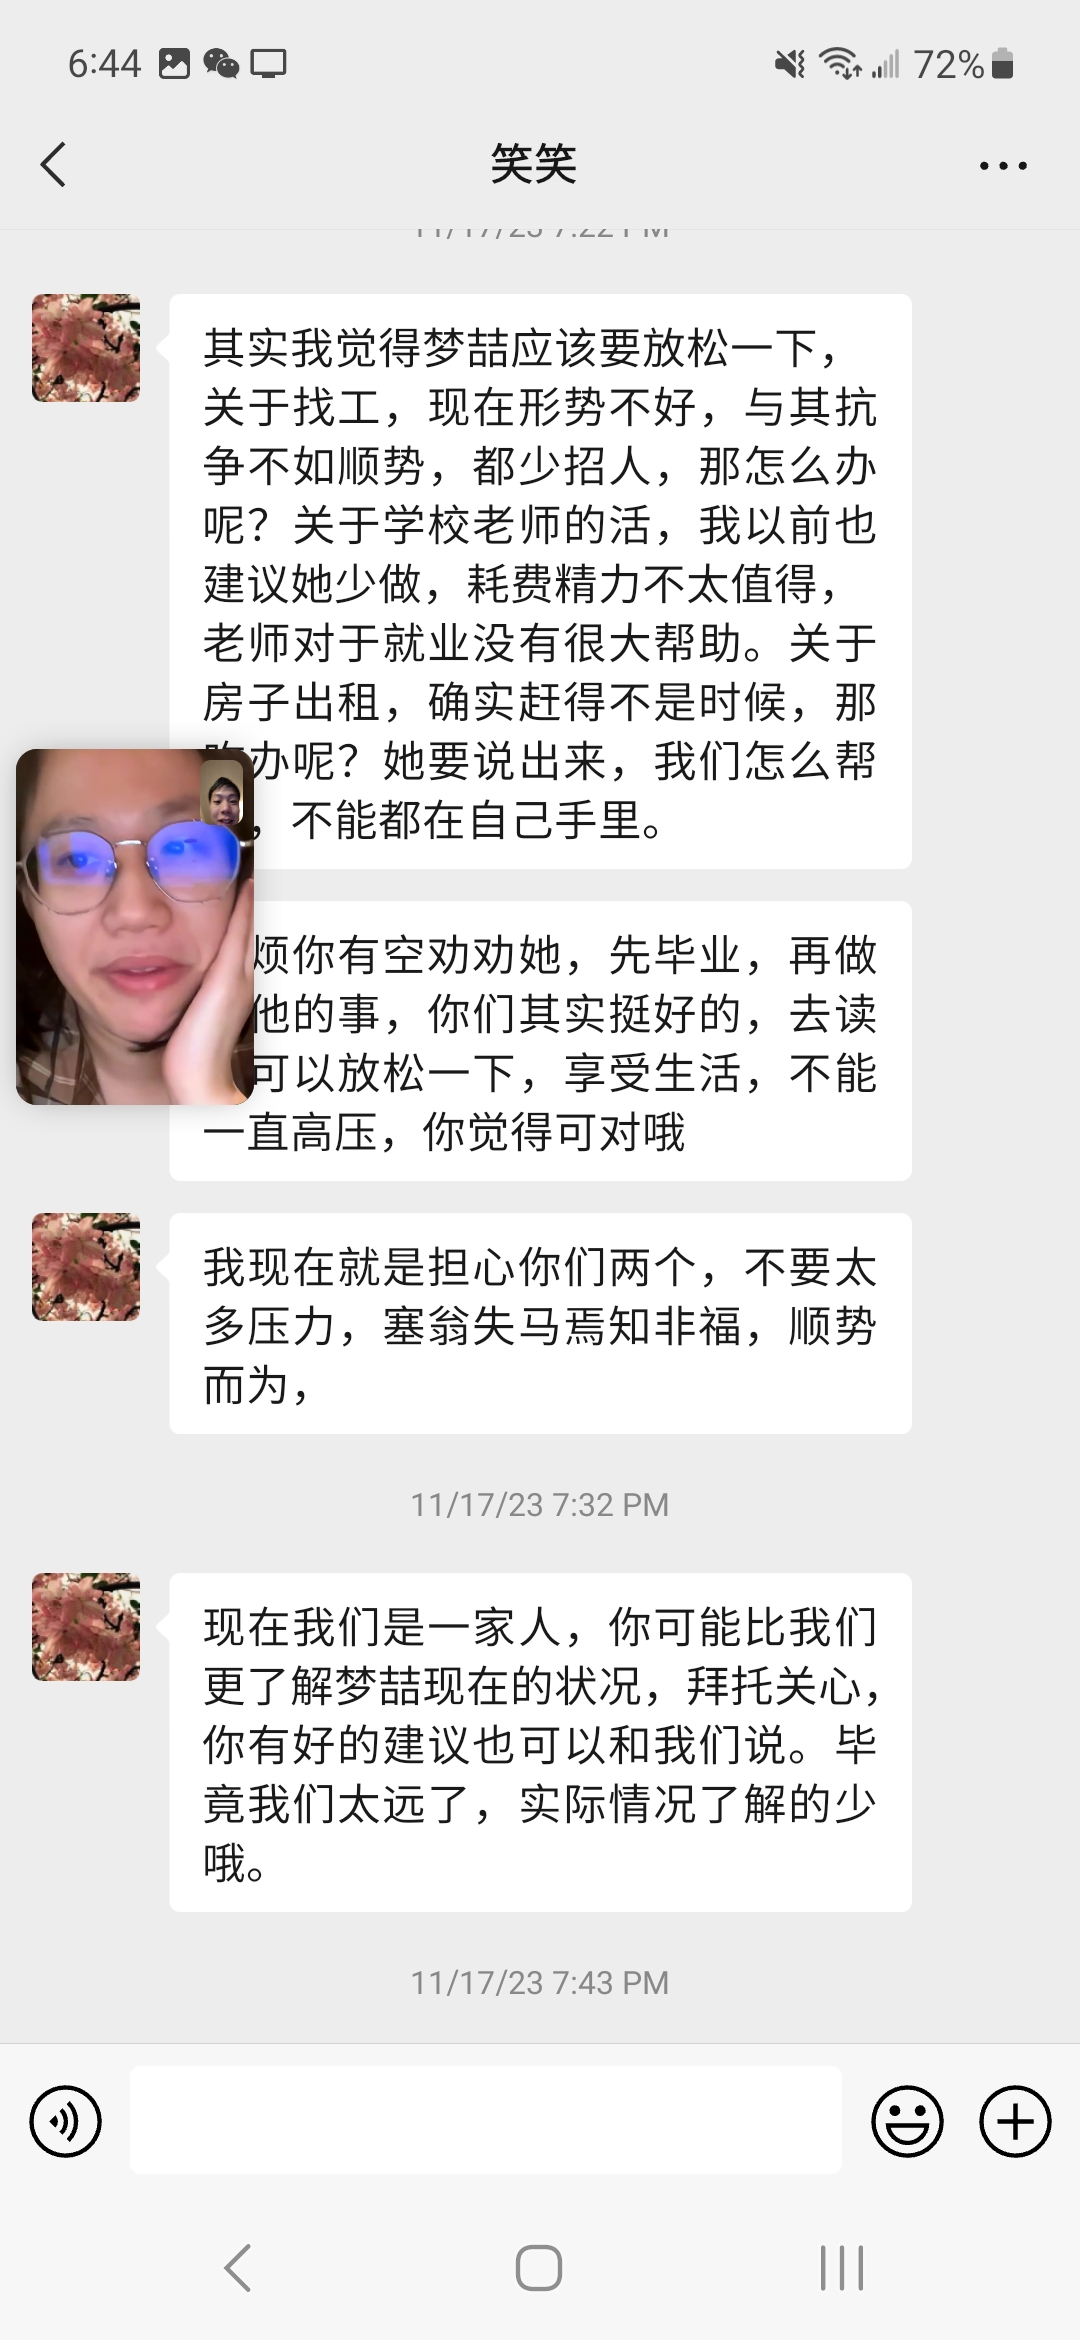 6:44
72%
笑笑
11/17/23 7:22 PM
其实我觉得梦喆应该要放松一下，
关于找工，现在形势不好，与其抗
争不如顺势，都少招人，那怎么办
呢？关于学校老师的活，我以前也
建议她少做，耗费精力不太值得，
老师对于就业没有很大帮助。关于
房子出租，确实赶得不是时候，那
办呢？她要说出来，我们怎么帮
，不能都在自己手里。
烦你有空劝劝她，先毕业，再做
他的事，你们其实挺好的，去读
可以放松一下，享受生活，不能
一直高压，你觉得可对哦
我现在就是担心你们两个，不要太
多压力，塞翁失马焉知非福，顺势
而为，
11/17/23 7:32 PM
现在我们是一家人，你可能比我们
更了解梦喆现在的状况，拜托关心，
你有好的建议也可以和我们说。毕
竟我们太远了，实际情况了解的少
哦。
11/17/23 7:43 PM